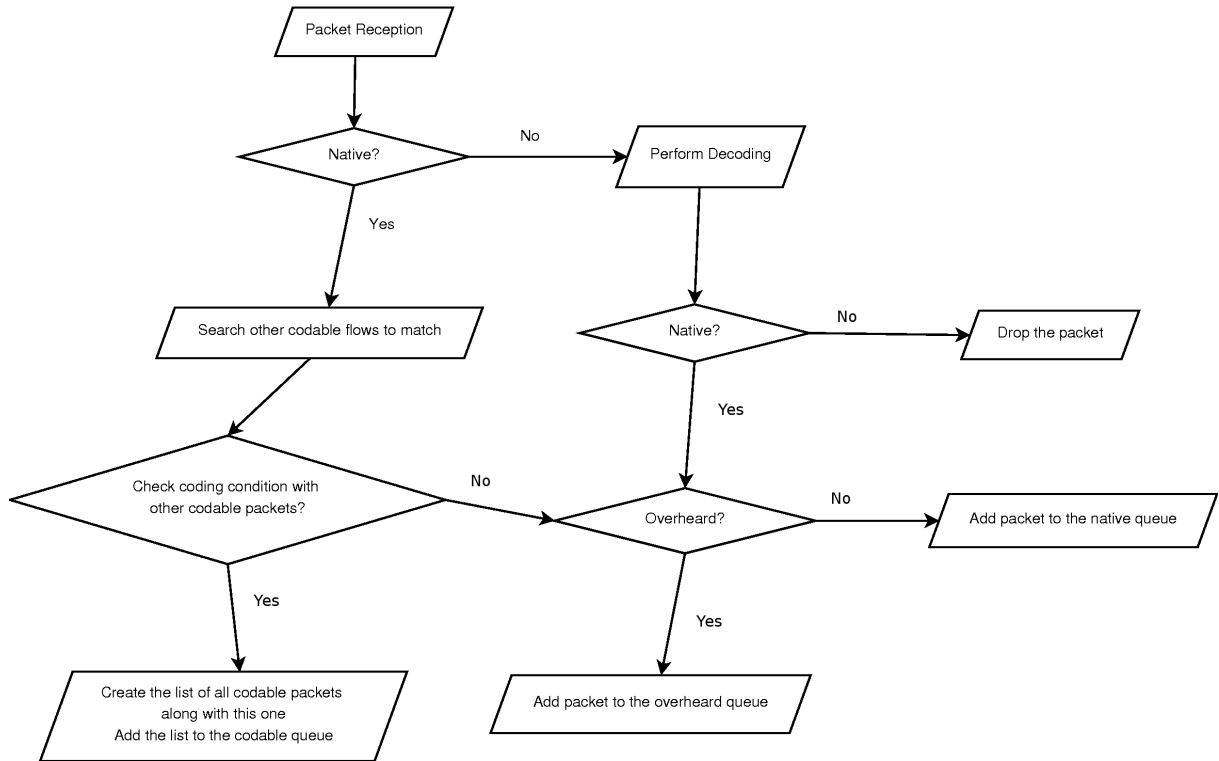 Packet Reception
Native?
No
Perform Decoding
Yes
Search other codable flows to match
Native?
No
Drop the packet
Yes
Check coding condition with
other codable packets?
No
Overheard?
No
Add packet to the native queue
Yes
Yes
Create the list of all codable packets
along with this one
Add the list to the codable queue
Add packet to the overheard queue